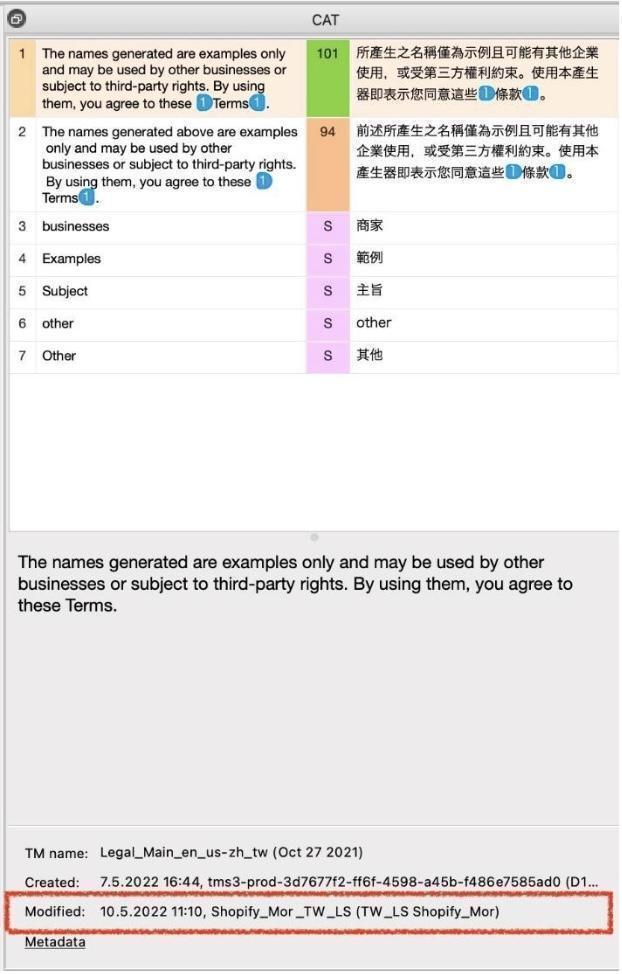 CAT
1 The names generated are examples only 101 所產生之名稱僅為示例且可能有其他企業
and may be used by other businesses or 使用，或受第三方權利約束。使用本產生
subject to third-party rights. By using 器即表示您同意這些1條款1。
them, you agree to these 1Terms1.
2 The names generated above are examples 94 前述所產生之名稱僅為示例且可能有其他
only and may be used by other 企業使用，或受第三方權利約束。使用本
businesses or subject to third-party rights. 產生器即表示您同意這些1條款1。
By using them, you agree to these 1
Terms1.
3 businesses S 商家
4 Examples S 範例
5 Subject S 主旨
6 other S other
7 Other S 其他
The names generated are examples only and may be used by other
businesses or subject to third-party rights. By using them, you agree to
these Terms.
TM name: Legal_Main_en_us-zh_tw (Oct 27 2021)
Created: 7.5.2022 16:44, tms3-prod-3d7677f2-ff6f-4598-a45b-f486e7585ad0 (D1...
Modified: 10.5.2022 11:10, Shopify_Mor_TW_LS (TW_LS Shopify_Mor)
Metadata